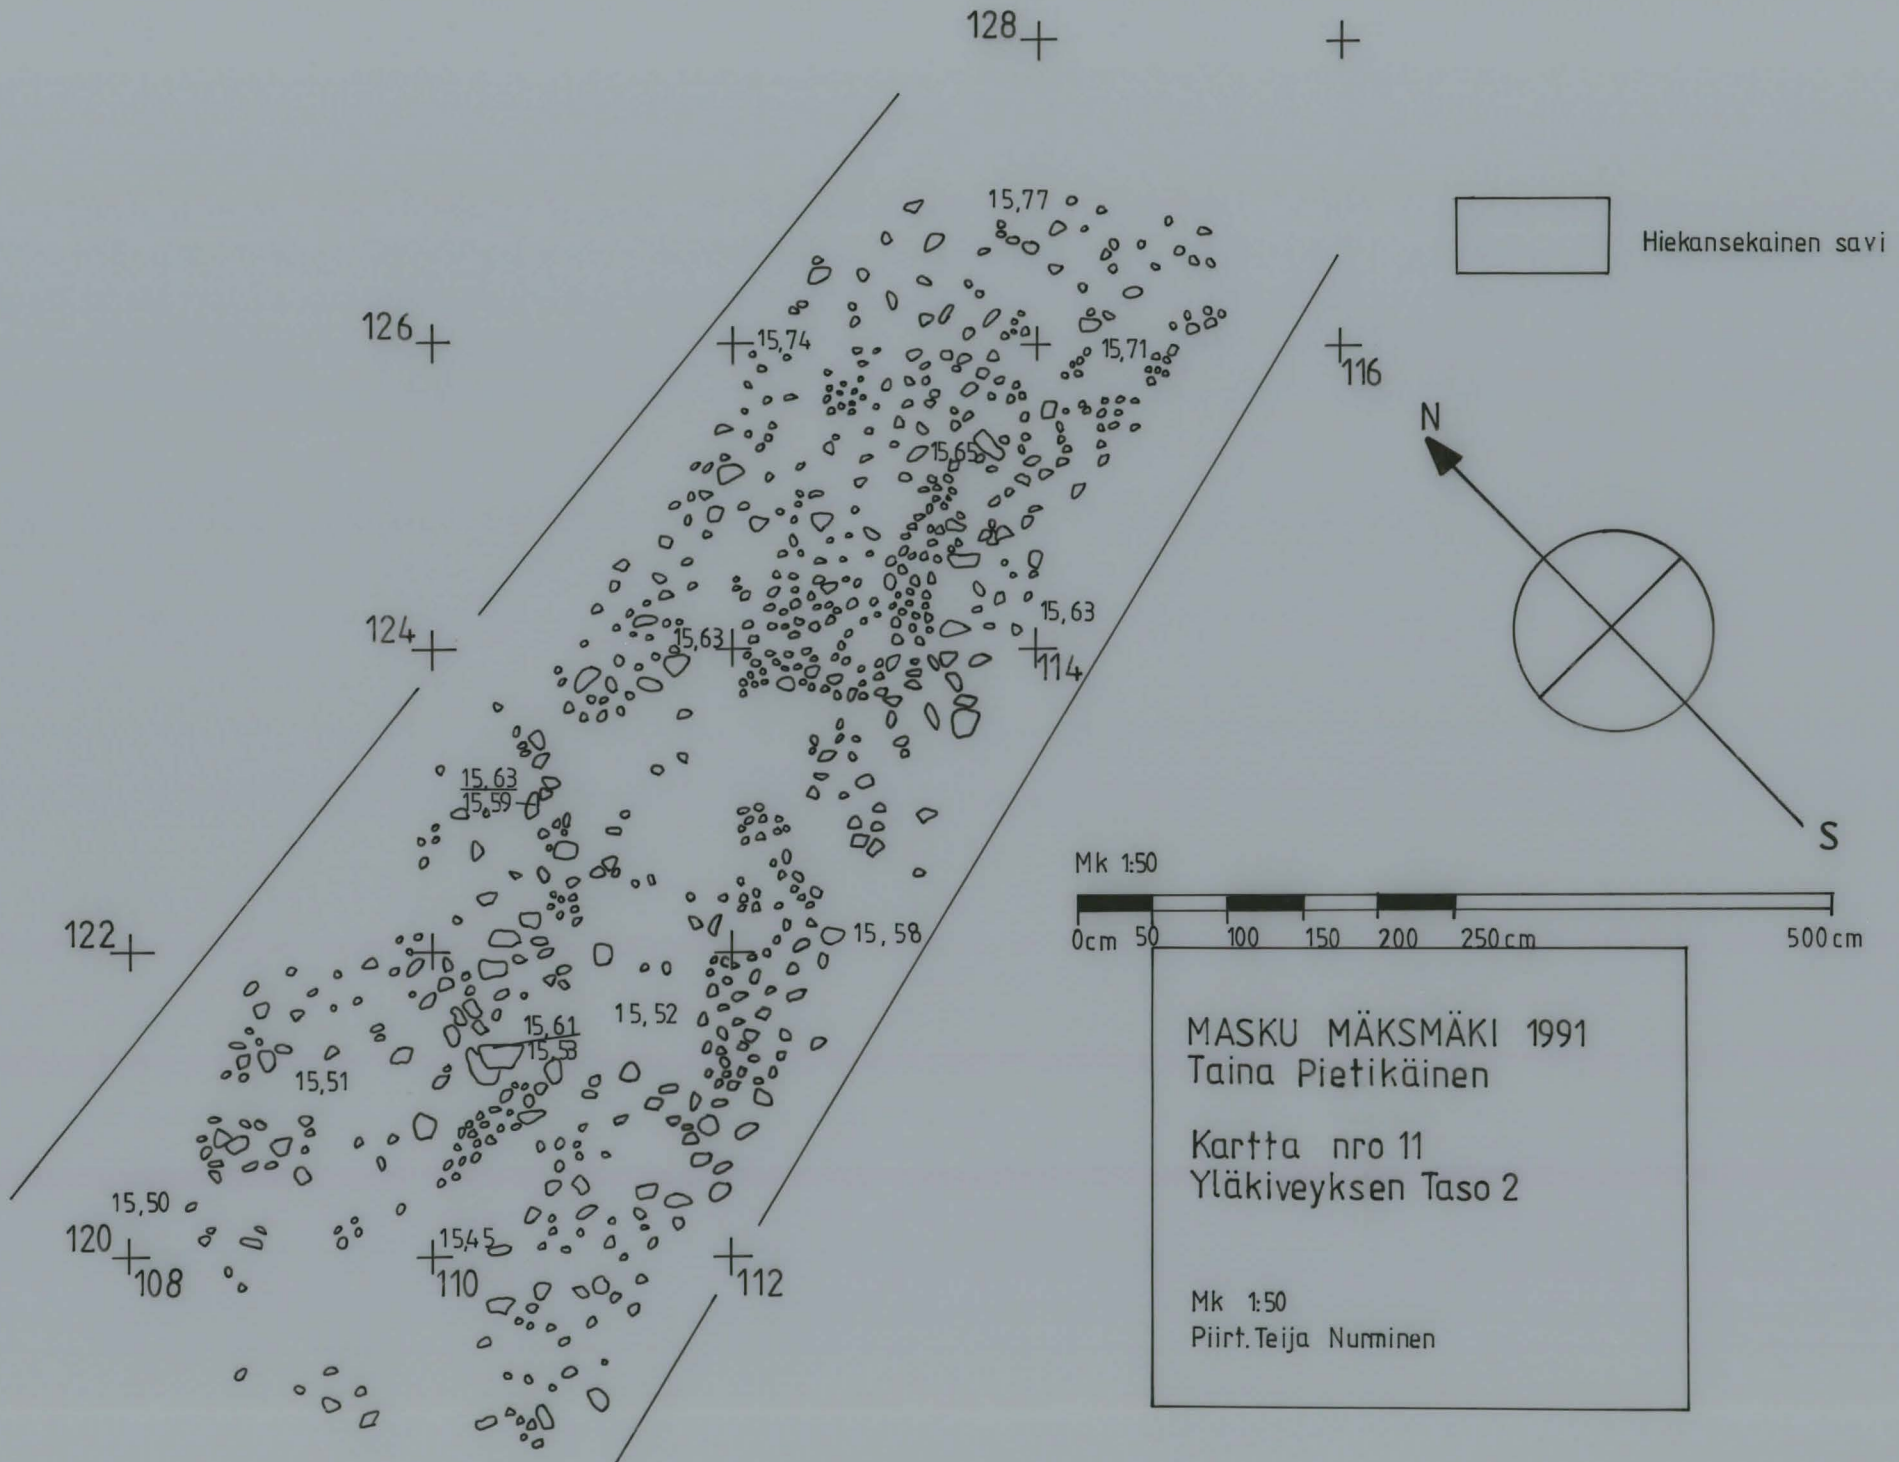 128
15,77
Hiekansekainen savi
126
15,74
15,71
116
N
15,65
15,63
124
15,63
114
15,63
15,59
S
Mk 1:50
122
15,58
0cm 50 100 150 200 250cm 500cm
15,52
15,61
15,53
15,51
MASKU MÄKSMÄKI 1991
Taina Pietikäinen
Kartta nro 11
Yläkiveyksen Taso 2
15,50
120
15,45
108
110
112
Mk 1:50
Piirt. Teija Nurminen